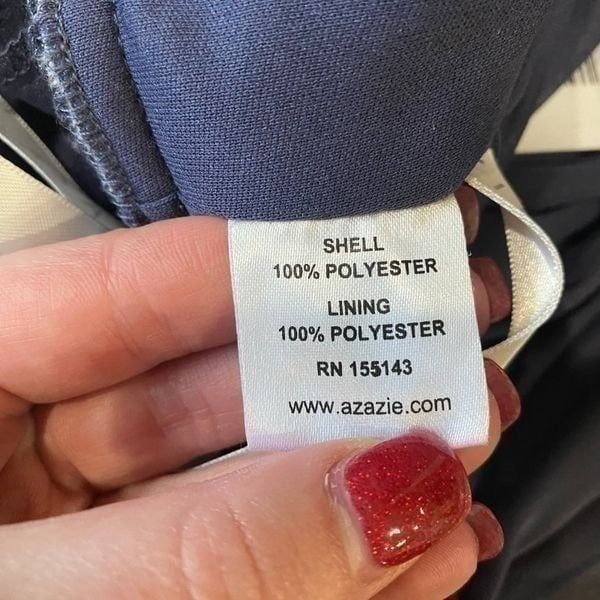 SHELL
100% POLYESTER
LINING
100% POLYESTER
RN 155143
www.azazie.com